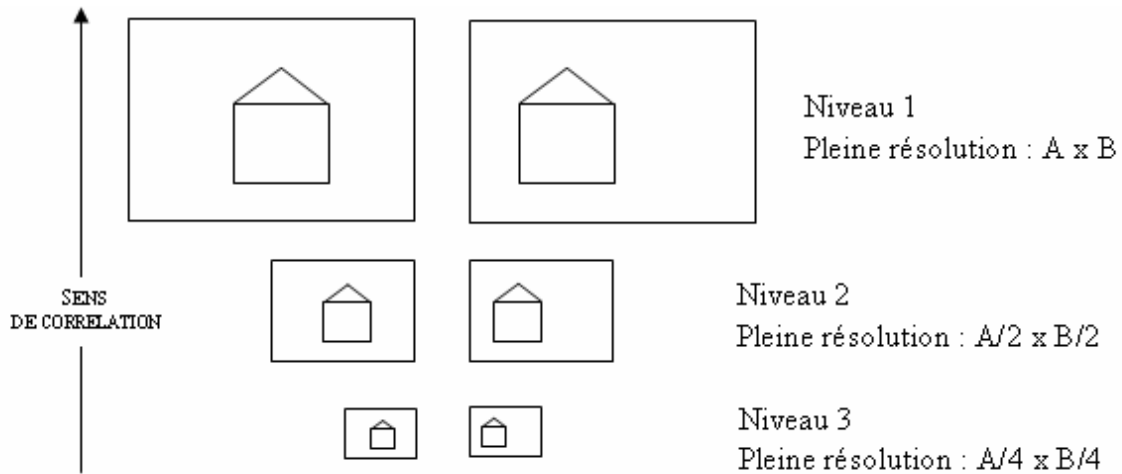 Niveau 1
Pleine résolution : A x B
SENS
DE CORRELATION
Niveau 2
Pleine résolution : A/2 x B/2
Niveau 3
Pleine résolution : A/4 x B/4